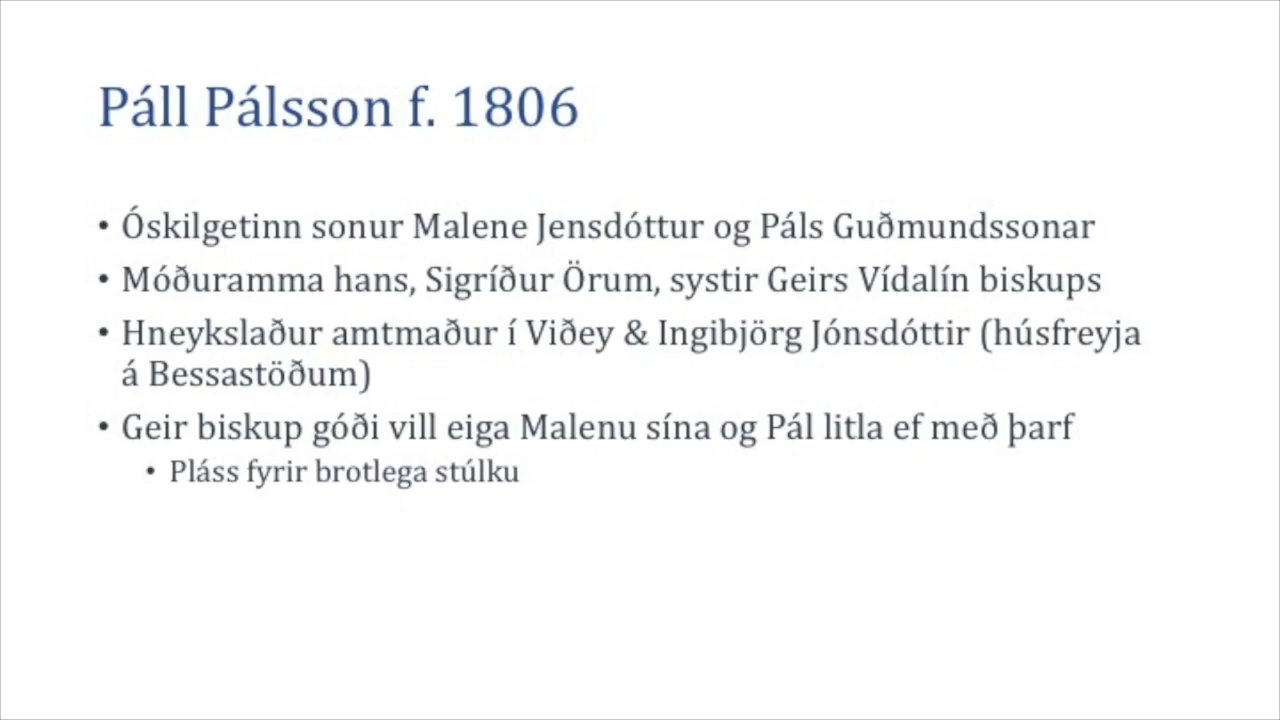 Páll Pálsson f. 1806
• Óskilgetinn sonur Malene Jensdóttur og Páls Guðmundssonar
• Móðuramma hans, Sigríður Örum, systir Geirs Vídalín biskups
• Hneykslaður amtmaður í Viðey & Ingibjörg Jónsdóttir (húsfreyja
á Bessastöðum)
• Geir biskup góði vill eiga Malenu sína og Pál litla ef með þarf
• Pláss fyrir brotlega stúlku